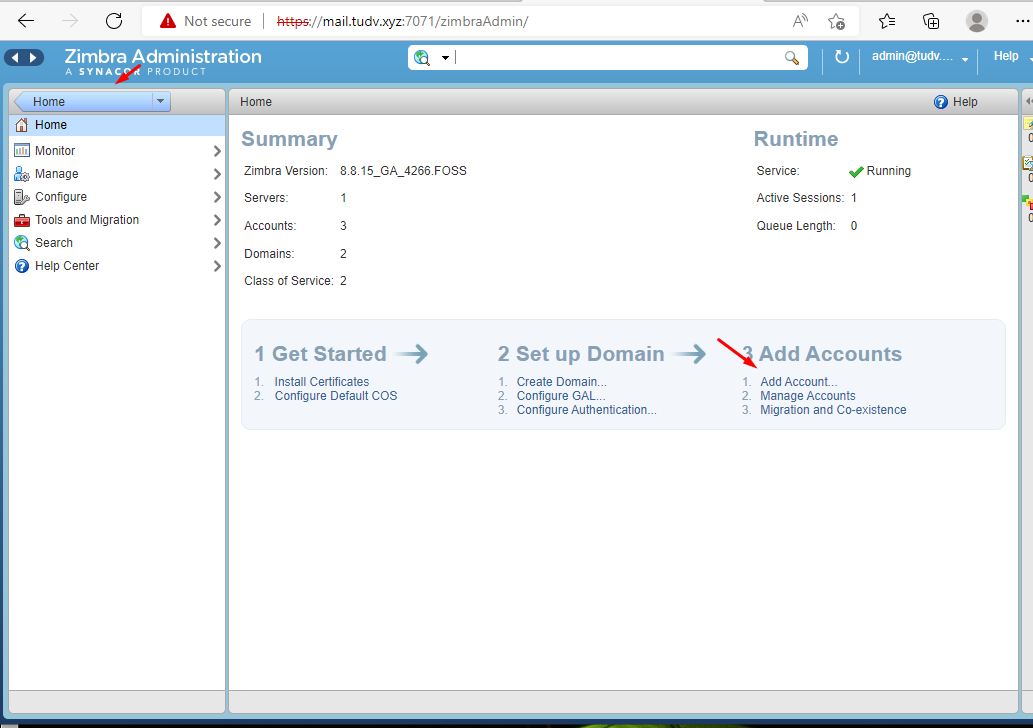 Not secure https://mail.tudv.xyz:7071/zimbraAdmin/
Zimbra Administration
A SYNACOR PRODUCT
admin@tudv....
Help
Home
Home
Monitor
Manage
Configure
Tools and Migration
Search
Help Center
Home
Help
Summary
Zimbra Version: 8.8.15_GA_4266.FOSS
Servers: 1
Accounts: 3
Domains: 2
Class of Service: 2
Runtime
Service: Running
Active Sessions: 1
Queue Length: 0
1 Get Started
1. Install Certificates
2. Configure Default COS
2 Set up Domain
1. Create Domain...
2. Configure GAL...
3. Configure Authentication...
3 Add Accounts
1. Add Account...
2. Manage Accounts
3. Migration and Co-existence